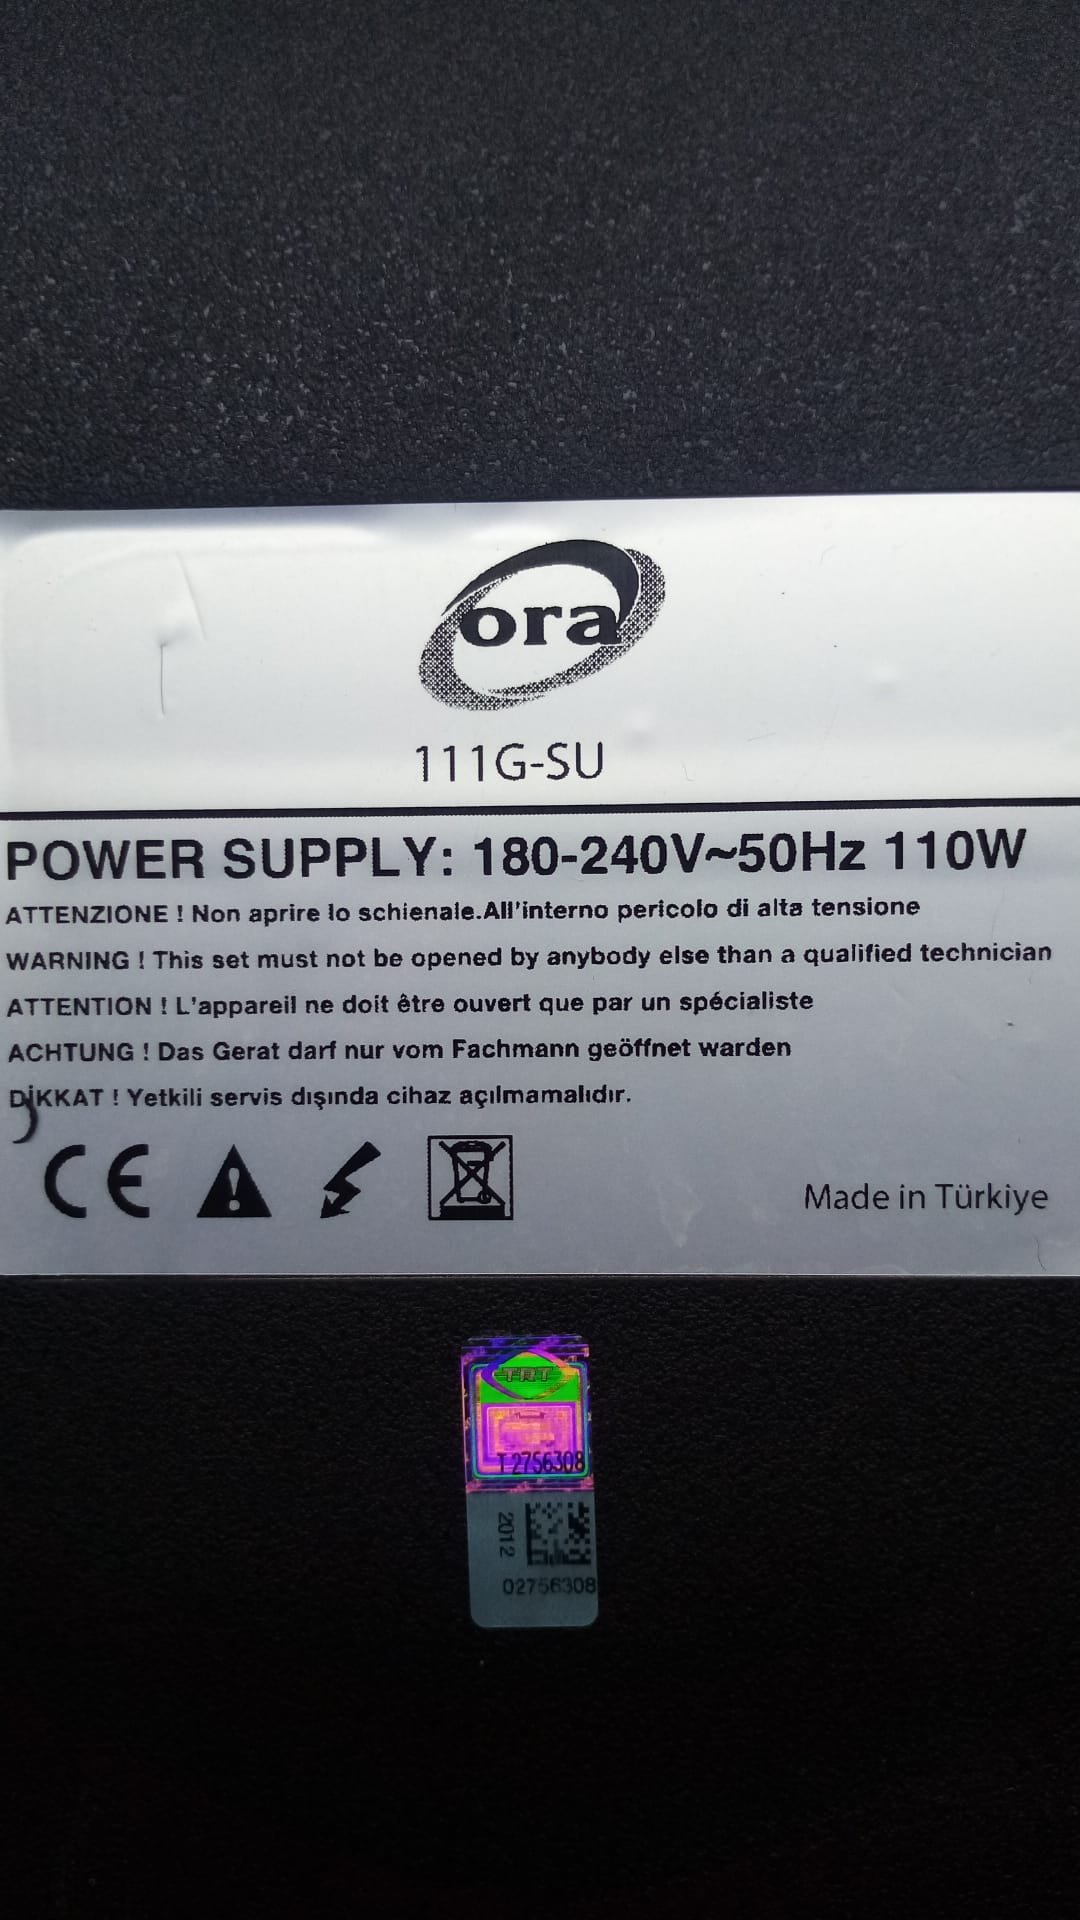 ora
111G-SU
POWER SUPPLY: 180-240V~50Hz 110W
ATTENZIONE ! Non aprire lo schienale.All'interno pericolo di alta tensione
WARNING ! This set must not be opened by anybody else than a qualified technician
ATTENTION ! L'appareil ne doit être ouvert que par un spécialiste
ACHTUNG ! Das Gerat darf nur vom Fachmann geöffnet warden
DİKKAT ! Yetkili servis dışında cihaz açılmamalıdır.
CE
Made in Türkiye
TRT
T 2756308
2012
02756308